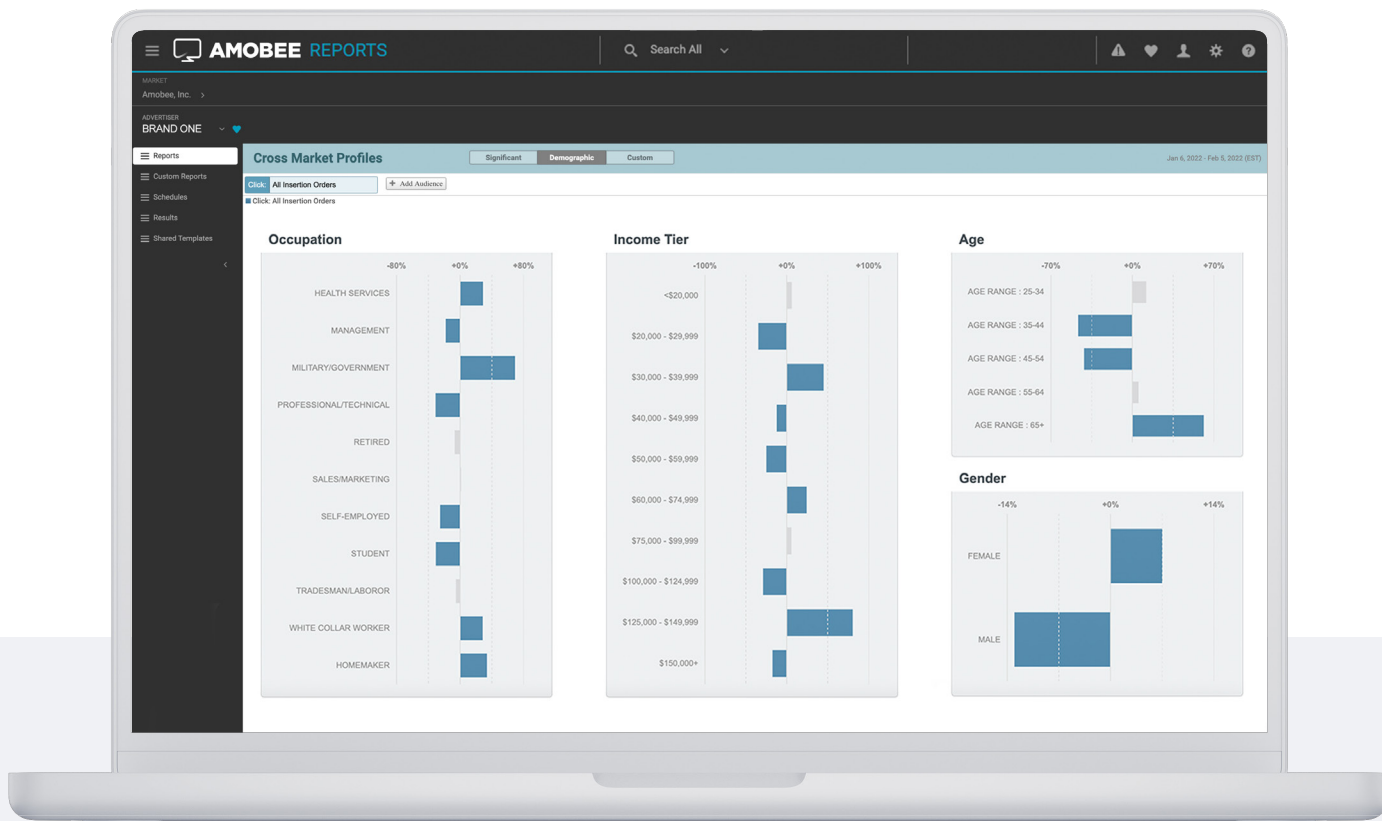 AMOBEE REPORTS
Search All
MARKET
Amobee, Inc.
ADVERTISER
BRAND ONE
Reports
Custom Reports
Schedules
Results
Shared Templates
Cross Market Profiles
Significant Demographic Custom
Jan 6, 2022 - Feb 5, 2022 (EST)
Click: All Insertion Orders
+ Add Audience
Click: All Insertion Orders
Occupation
-80% +0% +80%
HEALTH SERVICES
MANAGEMENT
MILITARY/GOVERNMENT
PROFESSIONAL/TECHNICAL
RETIRED
SALES/MARKETING
SELF-EMPLOYED
STUDENT
TRADESMAN/LABOROR
WHITE COLLAR WORKER
HOMEMAKER
Income Tier
-100% +0% +100%
<$20,000
$20,000 - $29,999
$30,000 - $39,999
$40,000 - $49,999
$50,000 - $59,999
$60,000 - $74,999
$75,000 - $99,999
$100,000 - $124,999
$125,000 - $149,999
$150,000+
Age
-70% +0% +70%
AGE RANGE : 25-34
AGE RANGE : 35-44
AGE RANGE : 45-54
AGE RANGE : 55-64
AGE RANGE : 65+
Gender
-14% +0% +14%
FEMALE
MALE